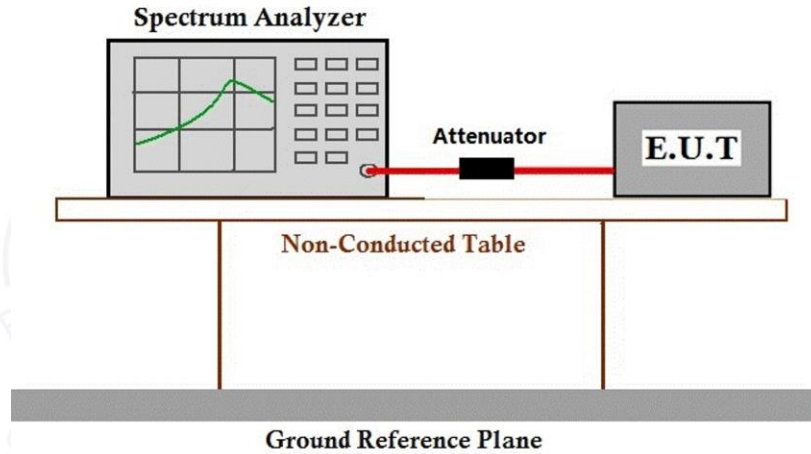 Spectrum Analyzer
Attenuator
E.U.T
Non-Conducted Table
Ground Reference Plane